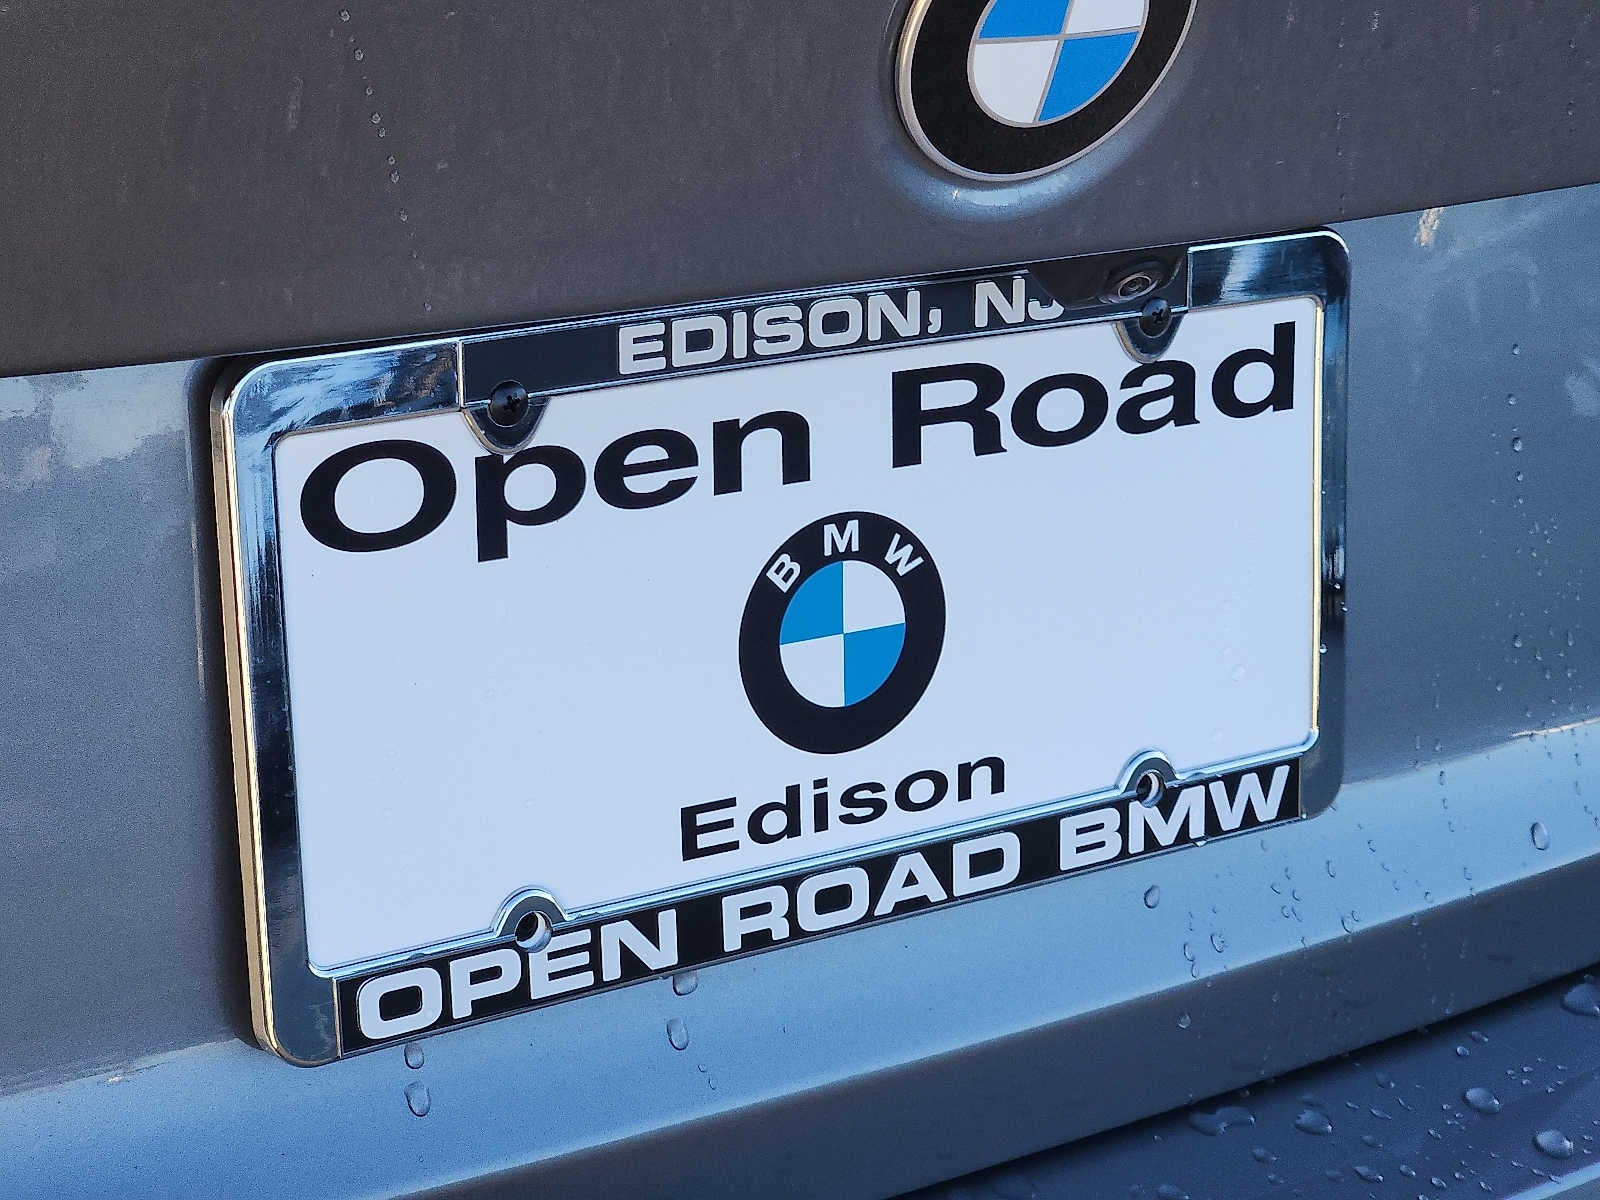 EDISON, NJ
Open Road
BMW
Edison
OPEN ROAD BMW